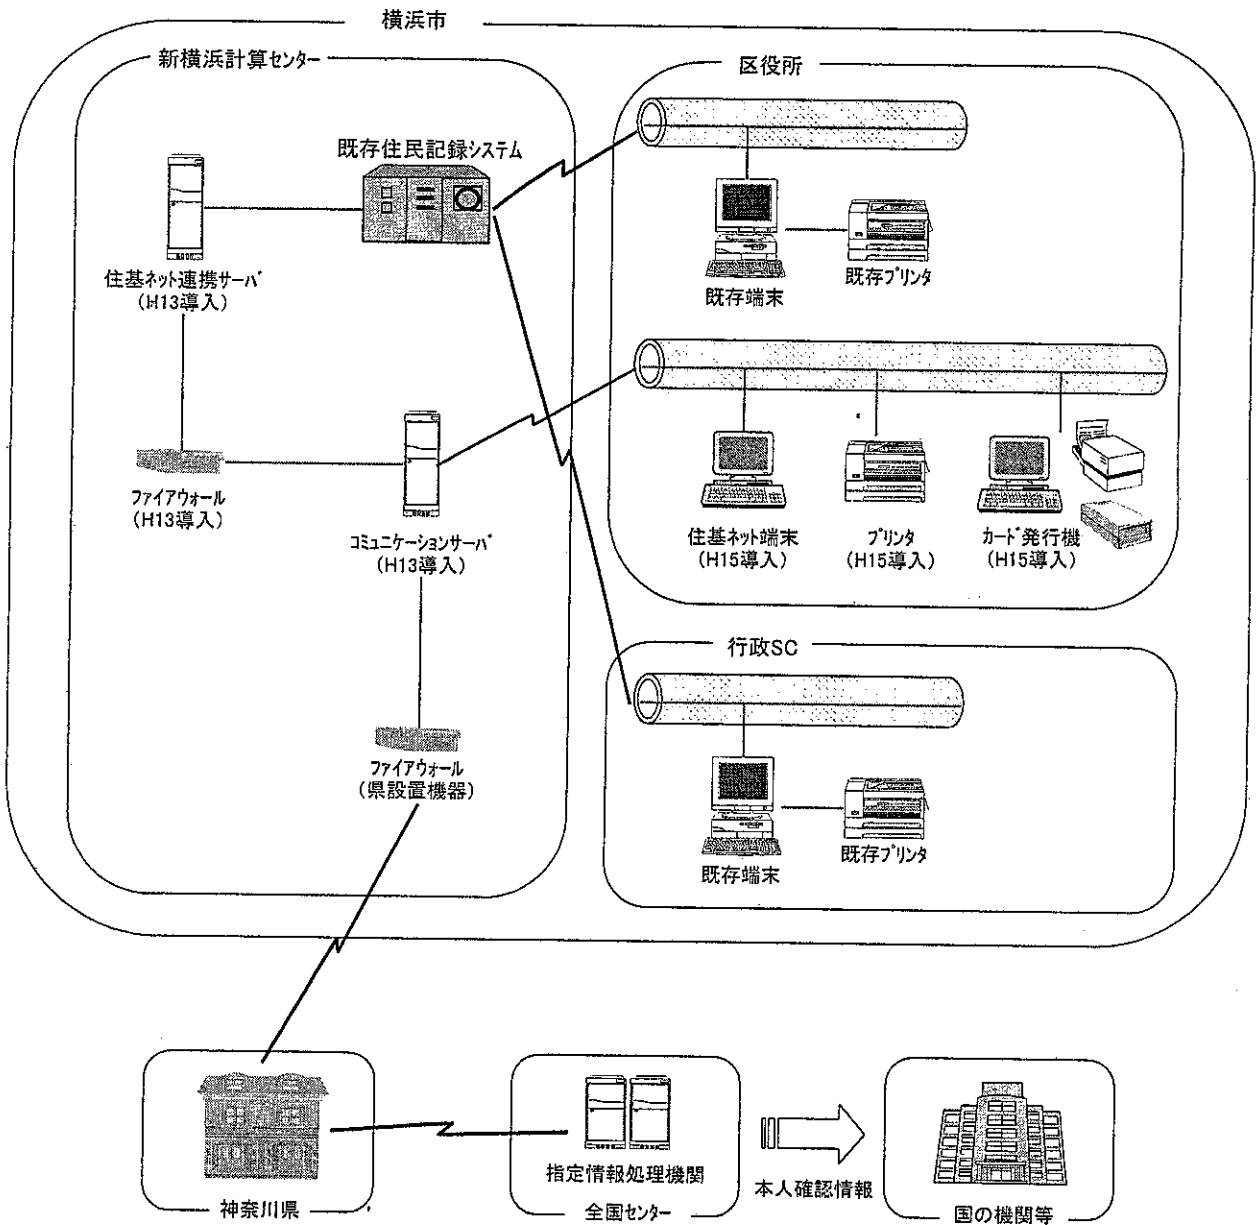 横浜市
新横浜計算センター
既存住民記録システム
住基ネット連携サーバ
(H13導入)
ファイアウォール
(H13導入)
コミュニケーションサーバ
(H13導入)
ファイアウォール
(県設置機器)
区役所
既存端末
既存プリンタ
住基ネット端末
(H15導入)
プリンタ
(H15導入)
カード発行機
(H15導入)
行政SC
既存端末
既存プリンタ
神奈川県
指定情報処理機関
全国センター
本人確認情報
国の機関等